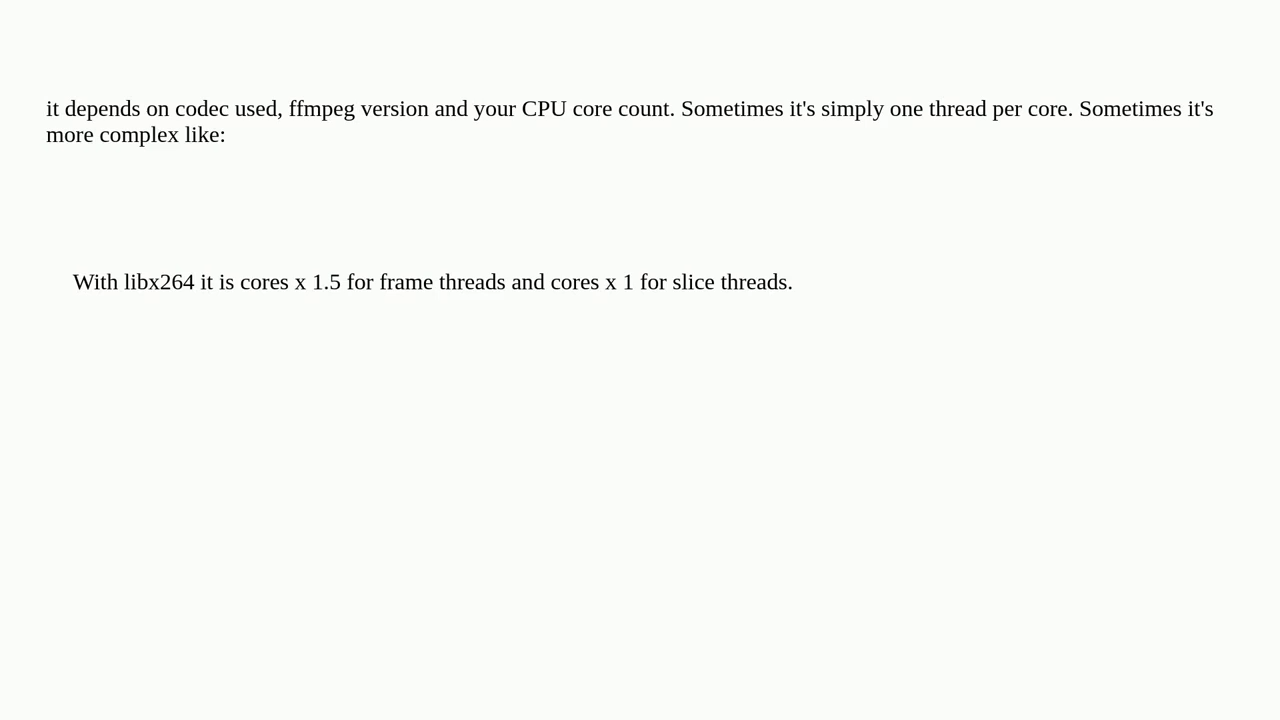 it depends on codec used, ffmpeg version and your CPU core count. Sometimes it's simply one thread per core. Sometimes it's
more complex like:
With libx264 it is cores x 1.5 for frame threads and cores x 1 for slice threads.